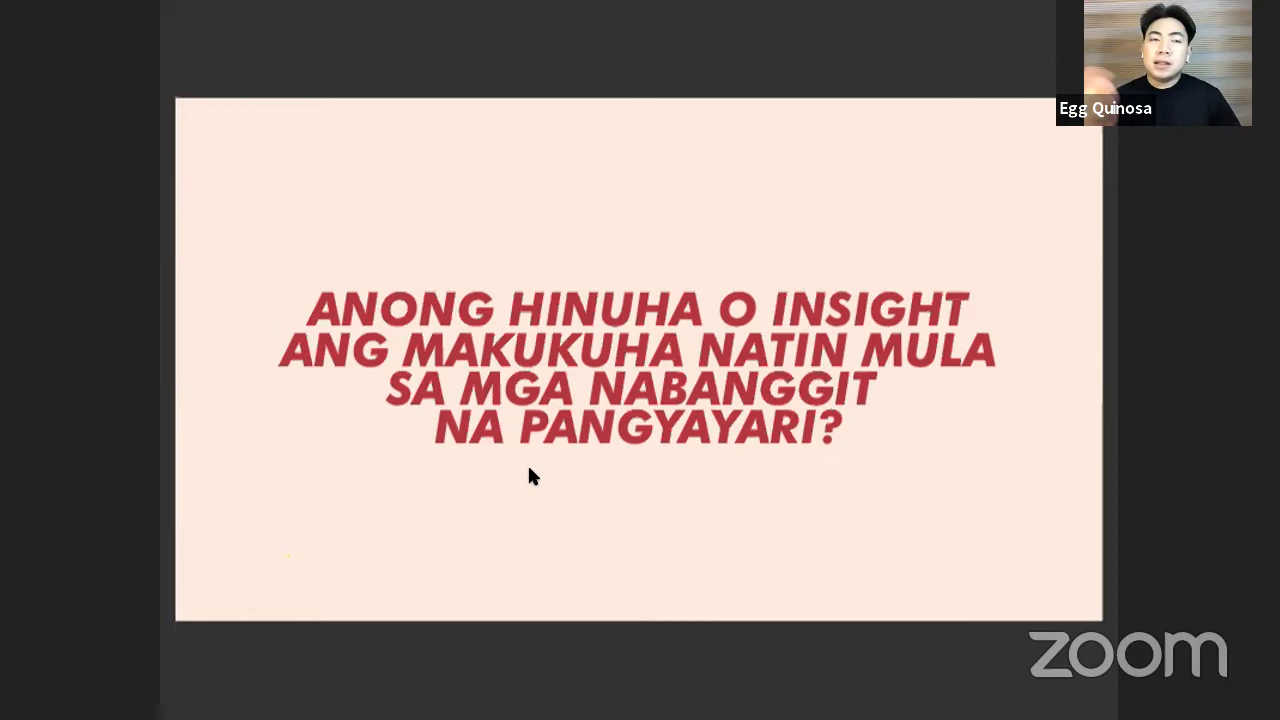 Egg Quinosa
ANONG HINUHA O INSIGHT
ANG MAKUKUHA NATIN MULA
SA MGA NABANGGIT
NA PANGYAYARI?
zoom